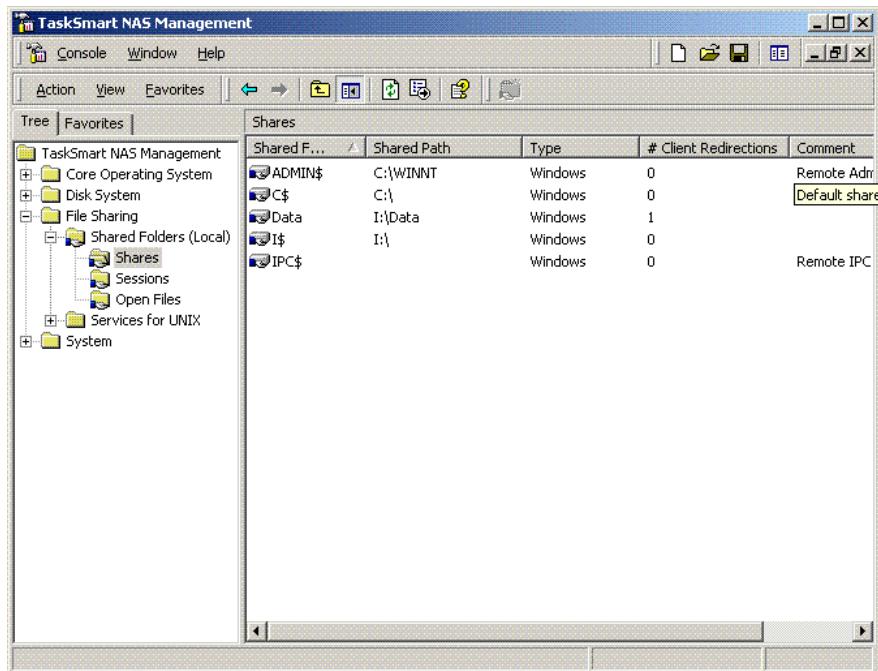 TaskSmart NAS Management
Console Window Help
Action View Favorites
Tree Favorites
Shares
TaskSmart NAS Management
Core Operating System
Disk System
File Sharing
Shared Folders (Local)
Shares
Sessions
Open Files
Services for UNIX
System
Shared F... Shared Path Type # Client Redirections Comment
ADMIN$ C:\WINNT Windows 0 Remote Adm
C$ C:\ Windows 0 Default share
Data I:\Data Windows 1
I$ I:\ Windows 0
IPC$ Windows 0 Remote IPC